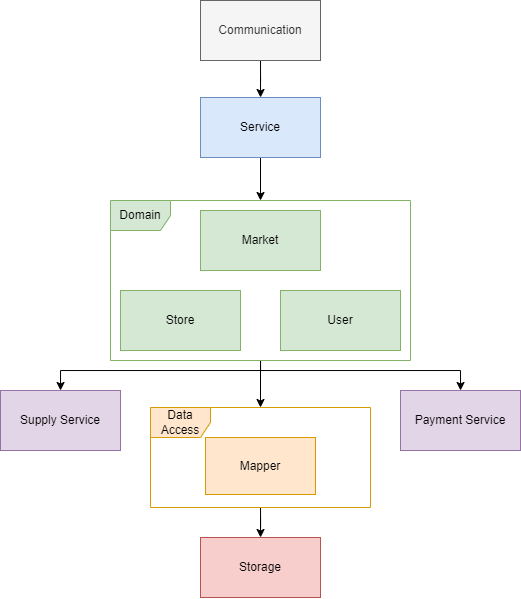 Communication
Service
Domain
Market
Store
User
Supply Service
Data
Access
Payment Service
Mapper
Storage